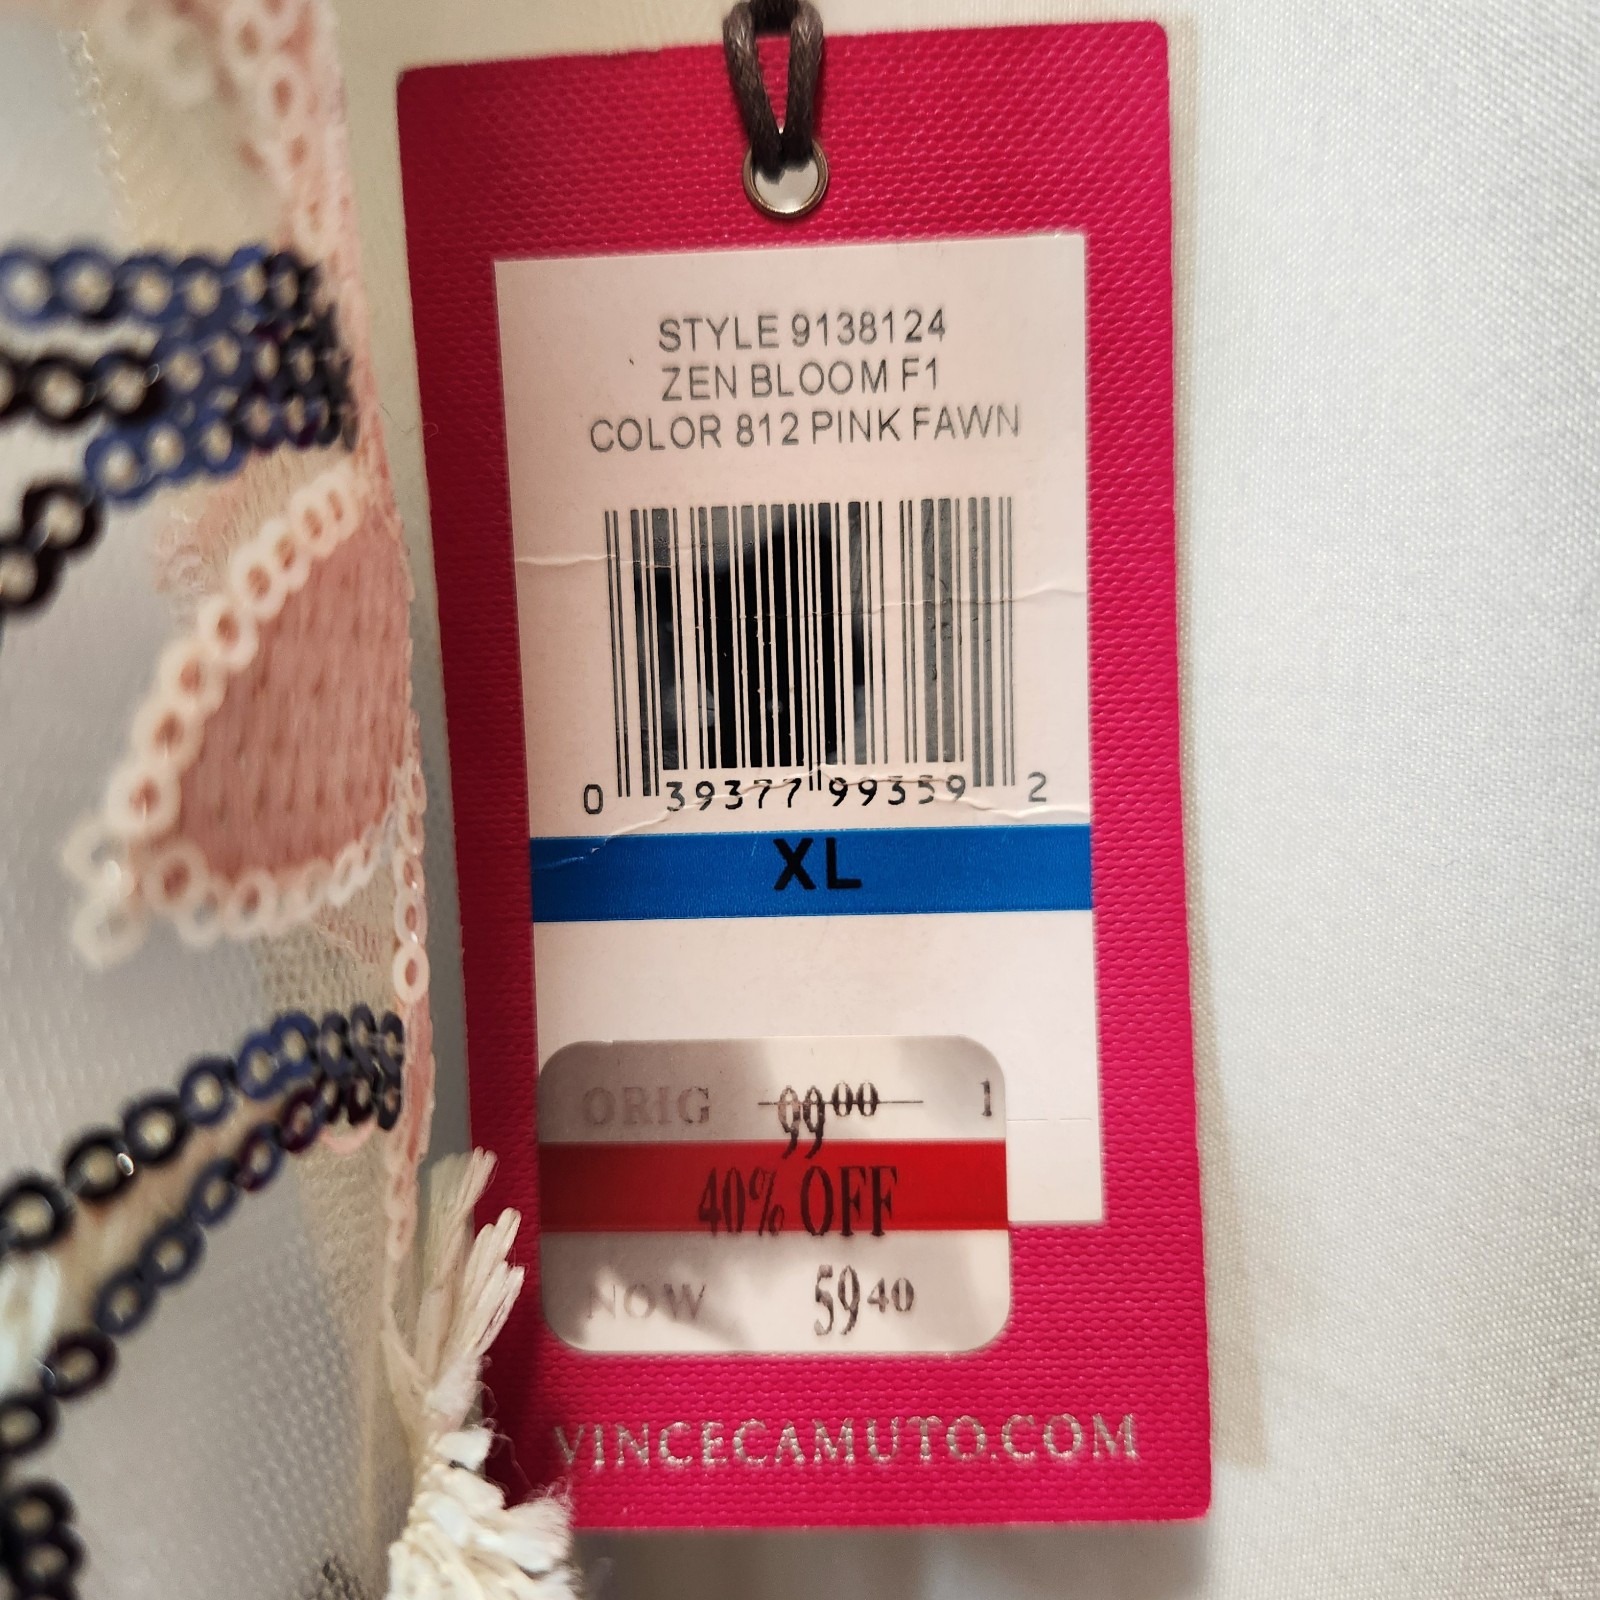 STYLE 9138124
ZEN BLOOM F1
COLOR 812 PINK FAWN
0 39377 99359 2
XL
ORIG 99 00 1
40% OFF
NOW 59 40
VINCECAMUTO.COM